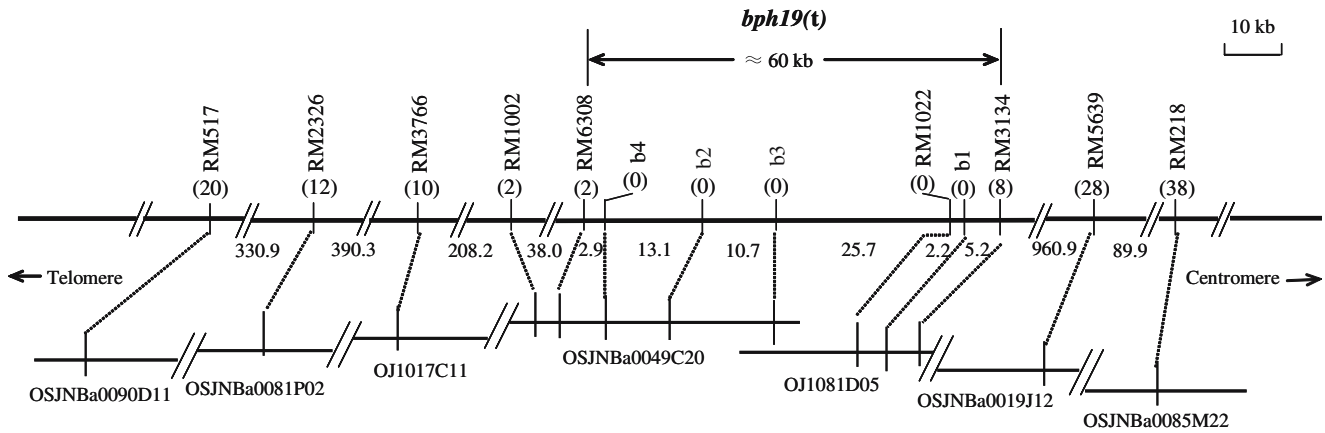 bph19(t)
10 kb
≈ 60 kb
RM517
RM2326
RM3766
RM1002
RM6308
b4
b2
b3
RM1022
b1
RM3134
RM5639
RM218
(20)
(12)
(10)
(2)
(2)
(0)
(0)
(0)
(0)
(0)
(8)
(28)
(38)
330.9
390.3
208.2
38.0
2.9
13.1
10.7
25.7
2.2
5.2
960.9
89.9
Telomere
Centromere
OSJNBa0090D11
OSJNBa0081P02
OJ1017C11
OSJNBa0049C20
OJ1081D05
OSJNBa0019J12
OSJNBa0085M22